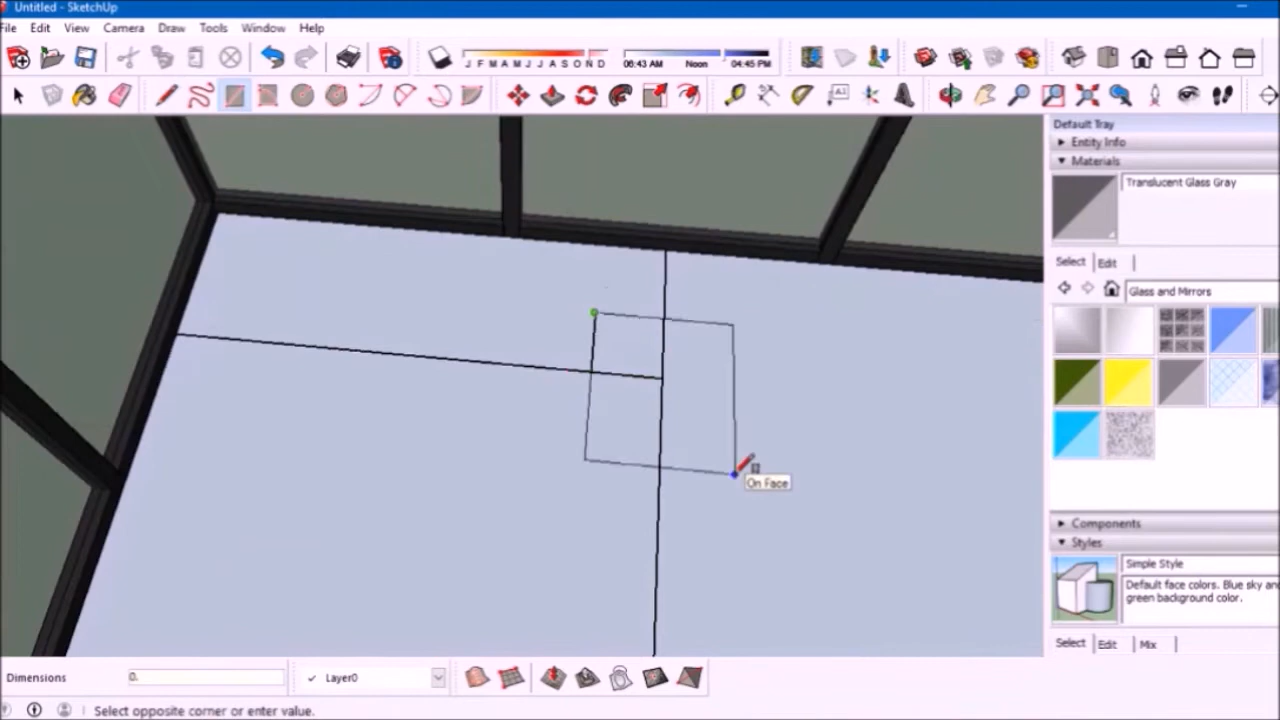 Untitled - SketchUp
File Edit View Camera Draw Tools Window Help
J F M A M J J A S O N D
06:43 AM Noon 04:45 PM
Default Tray
Entity Info
Materials
Translucent Glass Gray
Select Edit
Glass and Mirrors
On Face
Components
Styles
Simple Style
Default face colors. Blue sky and
green background color.
Select Edit Mix
Dimensions 0. Layer0
Select opposite corner or enter value.